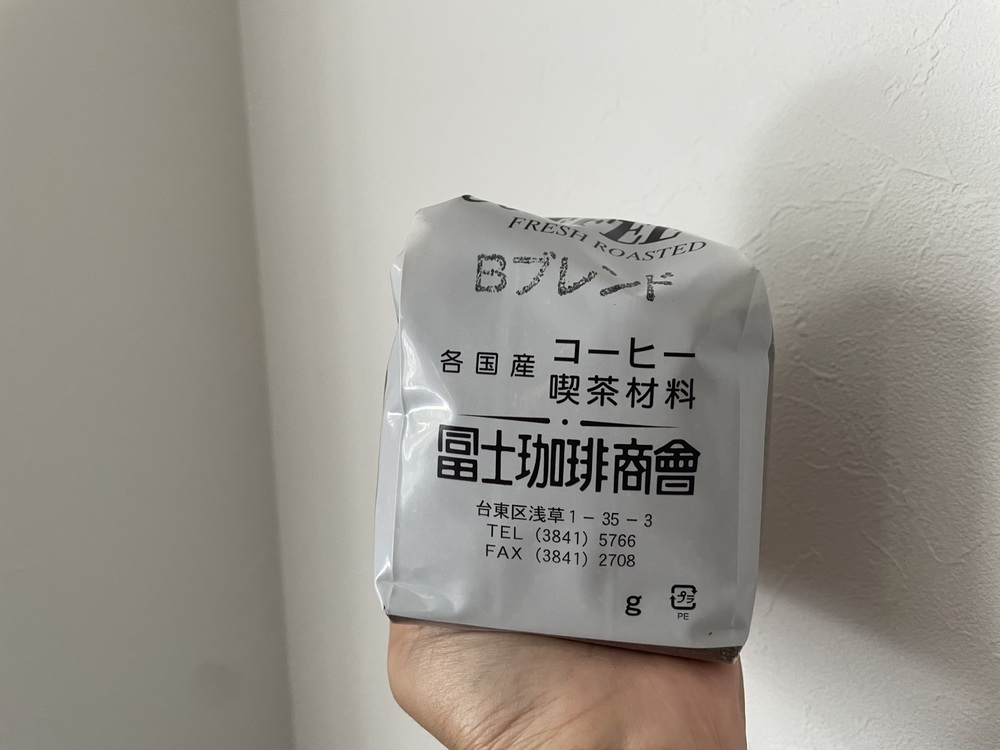 FRESH ROASTED
Bブレンド
各国産 コーヒー
喫茶材料
冨士珈琲商會
台東区浅草1-35-3
TEL (3841) 5766
FAX (3841) 2708
g
プラ
PE